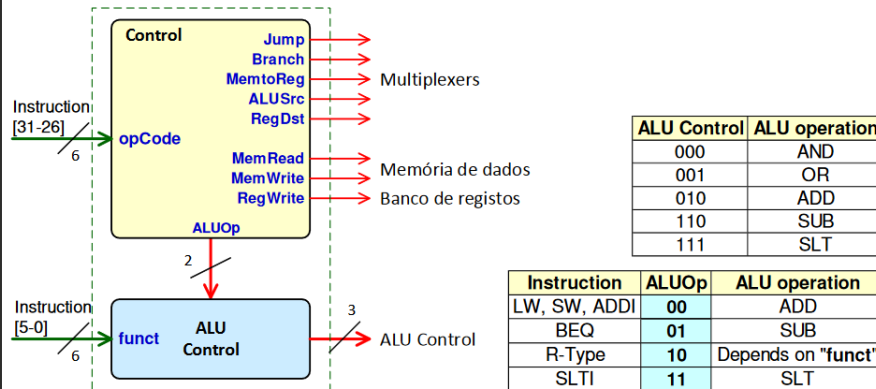 Control
Jump
Branch
MemtoReg
ALUSrc
RegDst
Multiplexers
Instruction
[31-26]
6
opCode
MemRead
MemWrite
RegWrite
Memória de dados
Banco de registos
ALUOp
2
Instruction
[5-0]
6
funct
ALU
Control
3
ALU Control
ALU Control ALU operation
000 AND
001 OR
010 ADD
110 SUB
111 SLT
Instruction ALUOp ALU operation
LW, SW, ADDI 00 ADD
BEQ 01 SUB
R-Type 10 Depends on "funct"
SLTI 11 SLT